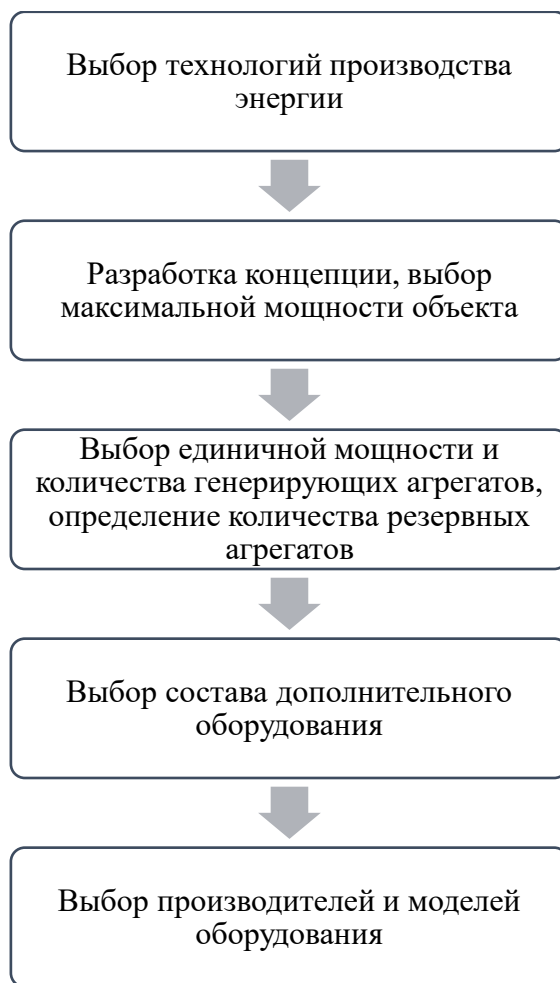 Выбор технологий производства
энергии
Разработка концепции, выбор
максимальной мощности объекта
Выбор единичной мощности и
количества генерирующих агрегатов,
определение количества резервных
агрегатов
Выбор состава дополнительного
оборудования
Выбор производителей и моделей
оборудования